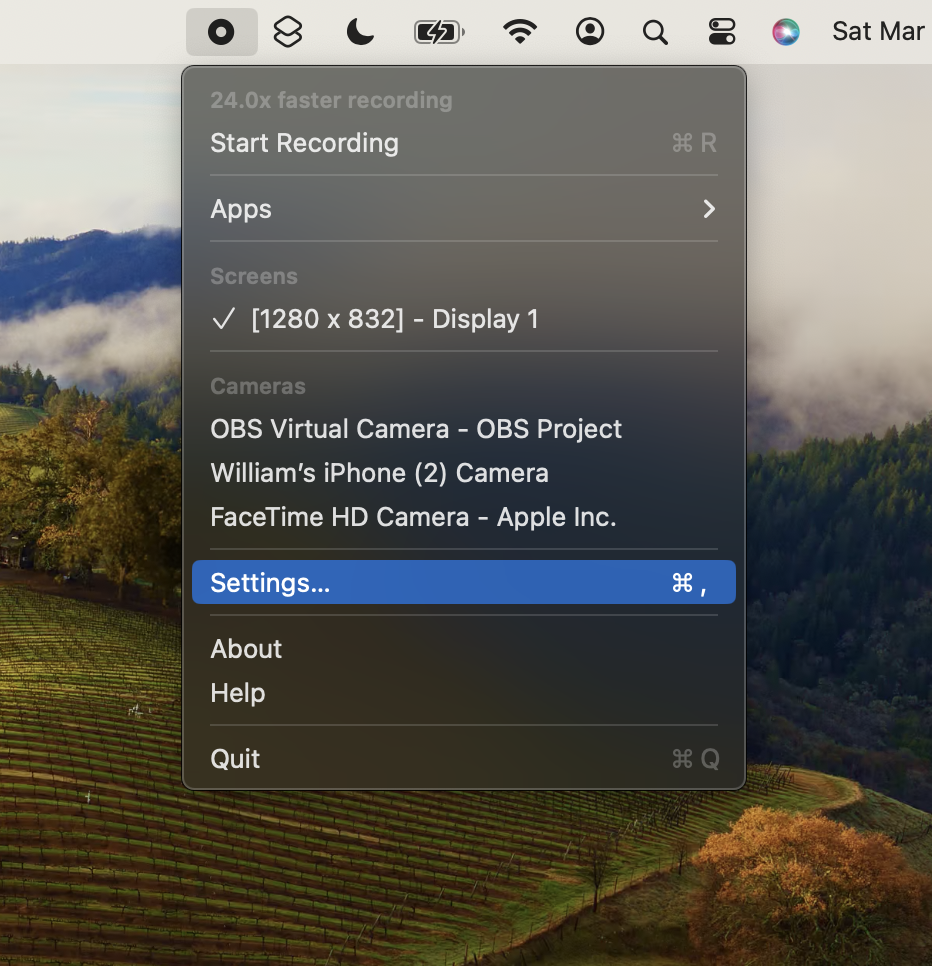 Sat Mar
24.0x faster recording
Start Recording ⌘ R
Apps
Screens
✓ [1280 x 832] - Display 1
Cameras
OBS Virtual Camera - OBS Project
William’s iPhone (2) Camera
FaceTime HD Camera - Apple Inc.
Settings... ⌘ ,
About
Help
Quit ⌘ Q